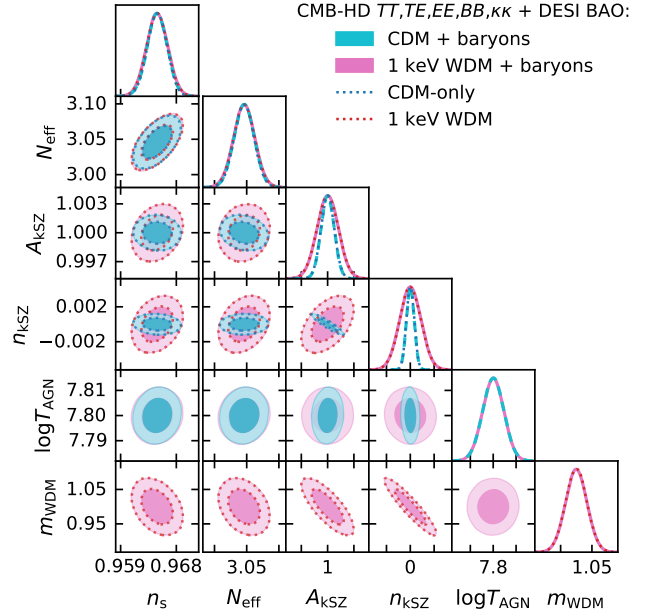 CMB-HD TT,TE,EE,BB,κκ + DESI BAO:
CDM + baryons
1 keV WDM + baryons
CDM-only
1 keV WDM
3.10
3.05
3.00
N_eff
1.003
1.000
0.997
A_kSZ
0.002
−0.002
n_kSZ
7.81
7.80
7.79
logT_AGN
1.05
0.95
m_WDM
0.959 0.968
3.05
1
0
7.8
1.05
n_s
N_eff
A_kSZ
n_kSZ
logT_AGN
m_WDM